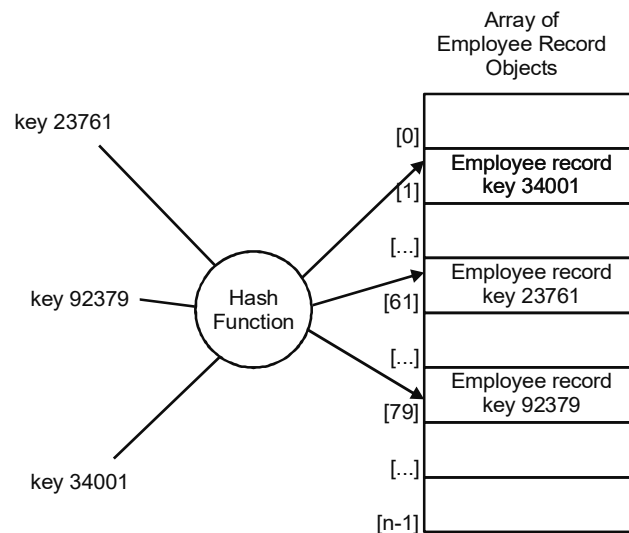 Array of
Employee Record
Objects
key 23761
[0]
Employee record
key 34001
[1]
[...]
key 92379
Hash
Function
Employee record
key 23761
[61]
[...]
Employee record
key 92379
[79]
key 34001
[...]
[n-1]